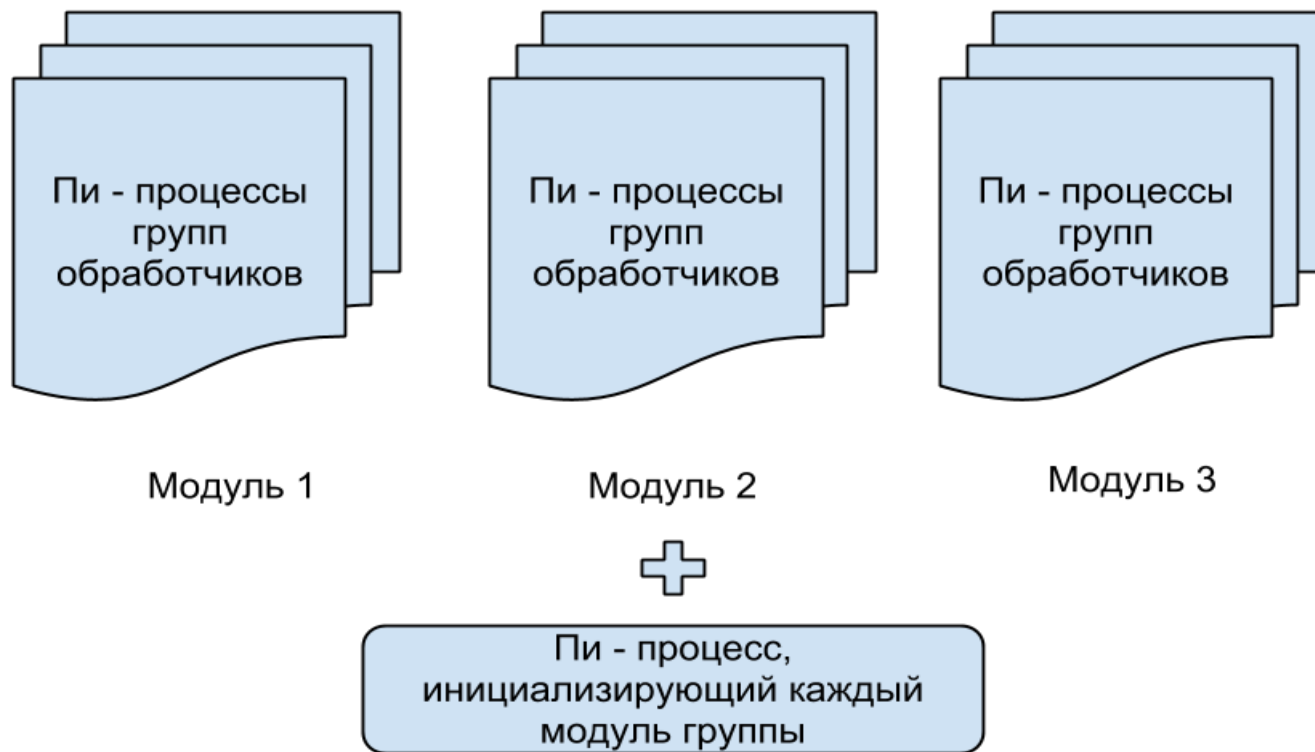 Пи - процессы
групп
обработчиков
Пи - процессы
групп
обработчиков
Пи - процессы
групп
обработчиков
Модуль 1
Модуль 2
Модуль 3
Пи - процесс,
инициализирующий каждый
модуль группы